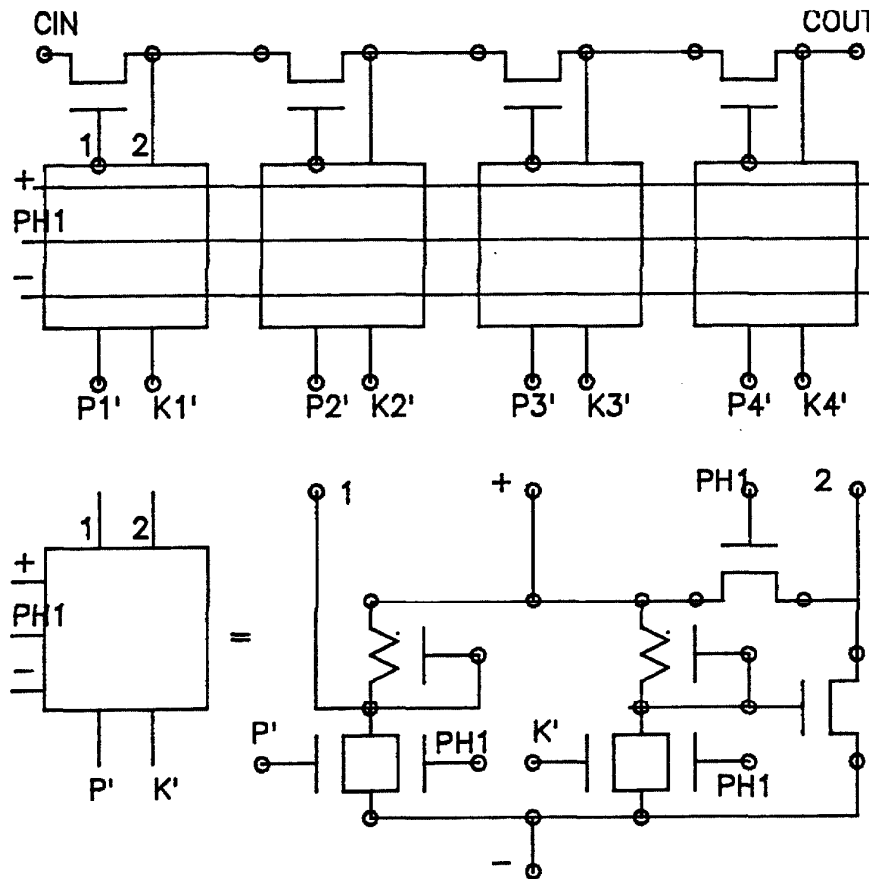 CIN COUT
1 2
+
PH1
−
P1' K1' P2' K2' P3' K3' P4' K4'
1 + PH1 2
1 2
+
PH1
−
=
P' PH1 K' PH1
P' K'
−